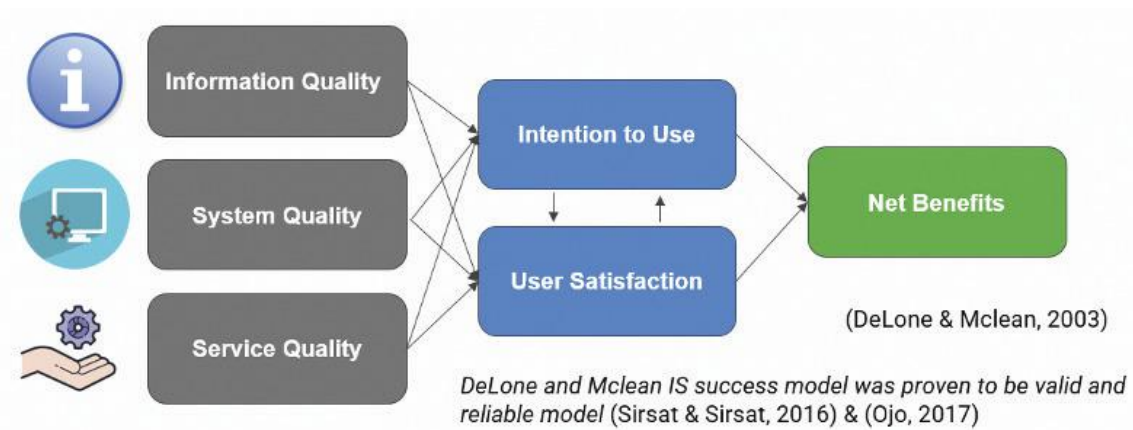 Information Quality
Intention to Use
System Quality
Net Benefits
User Satisfaction
Service Quality
(DeLone & Mclean, 2003)
DeLone and Mclean IS success model was proven to be valid and
reliable model (Sirsat & Sirsat, 2016) & (Ojo, 2017)